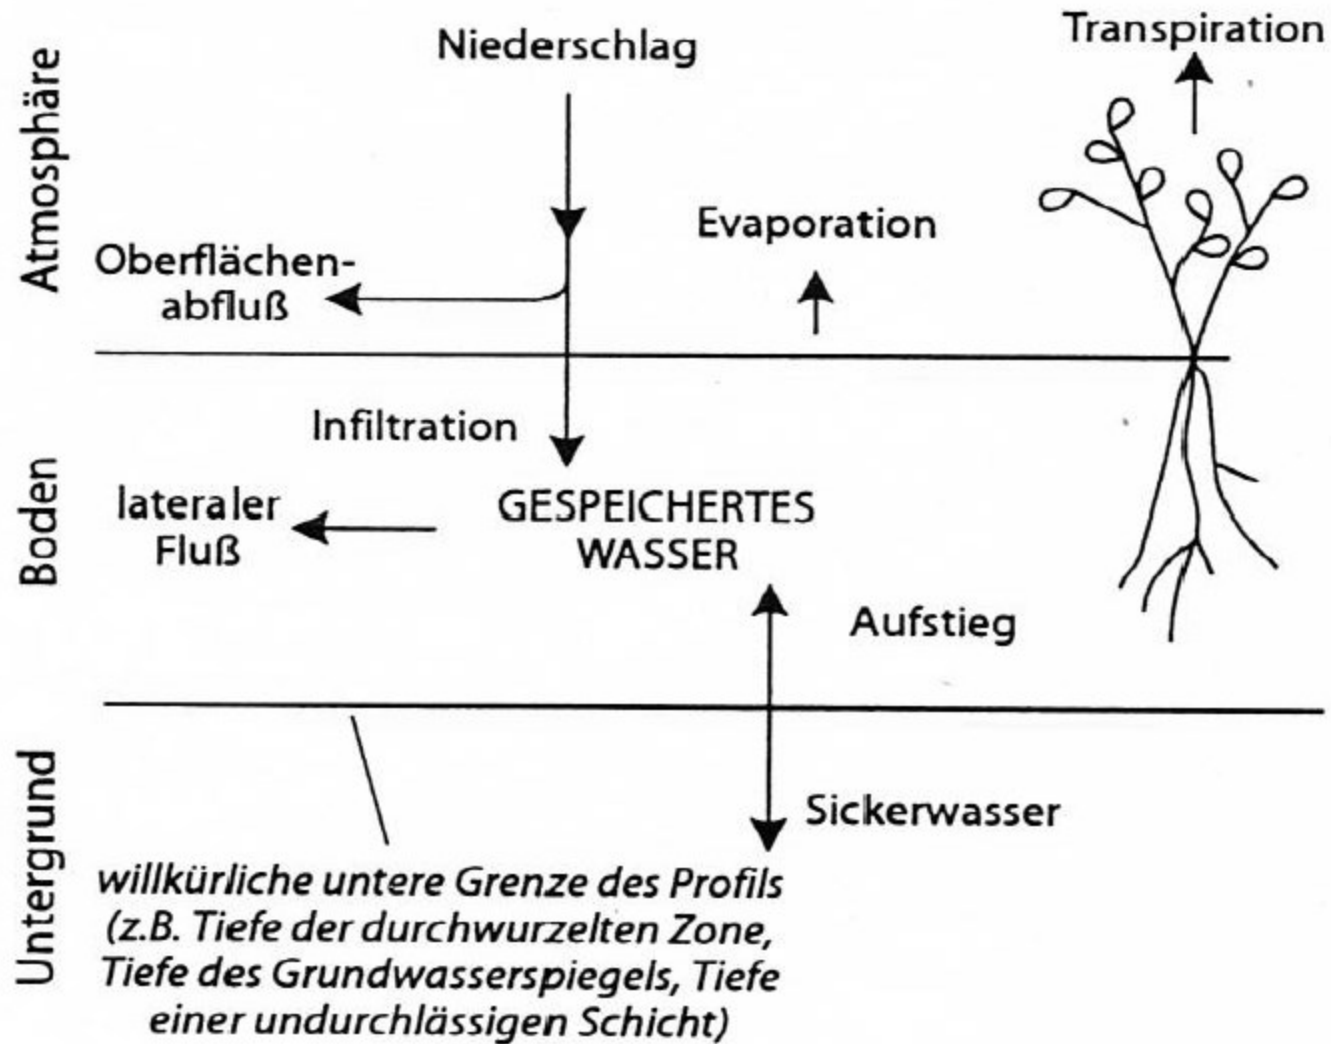 Niederschlag
Transpiration
Atmosphäre
Evaporation
Oberflächen-
abfluß
Infiltration
Boden
lateraler
Fluß
GESPEICHERTES
WASSER
Aufstieg
Untergrund
Sickerwasser
willkürliche untere Grenze des Profils
(z.B. Tiefe der durchwurzelten Zone,
Tiefe des Grundwasserspiegels, Tiefe
einer undurchlässigen Schicht)